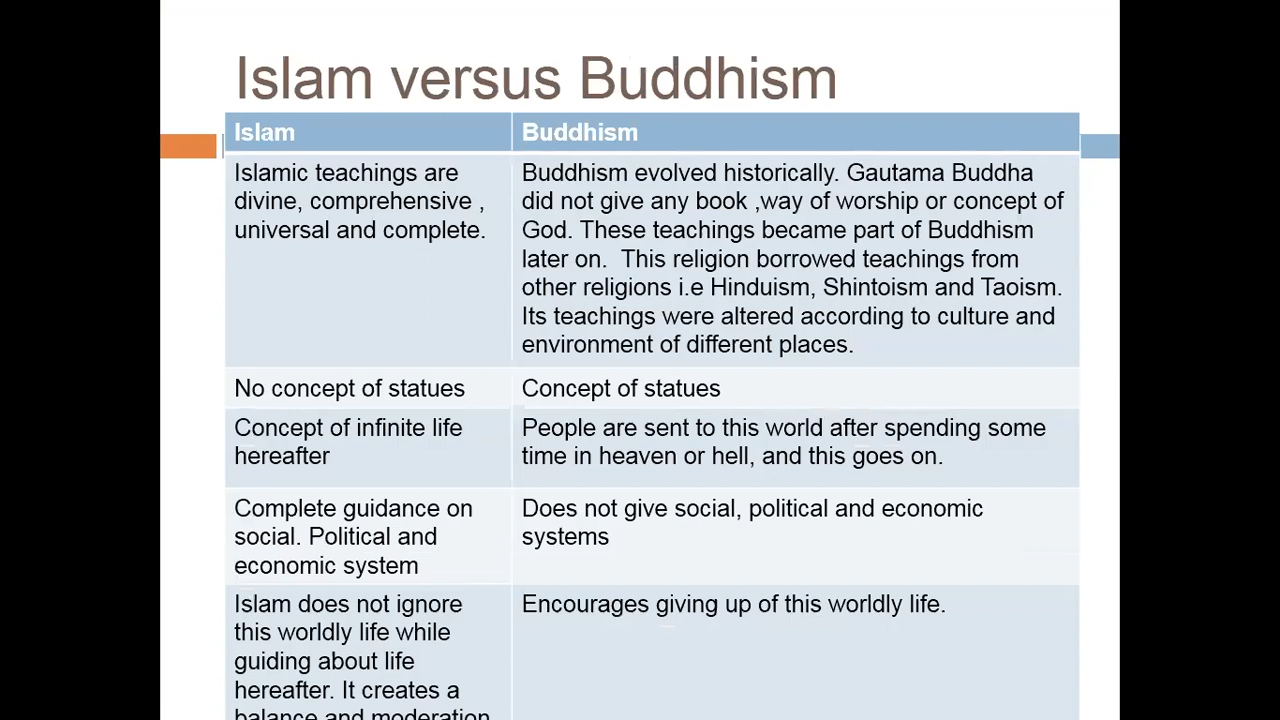 Islam versus Buddhism
Islam
Buddhism
Islamic teachings are
divine, comprehensive ,
universal and complete.
Buddhism evolved historically. Gautama Buddha
did not give any book ,way of worship or concept of
God. These teachings became part of Buddhism
later on.  This religion borrowed teachings from
other religions i.e Hinduism, Shintoism and Taoism.
Its teachings were altered according to culture and
environment of different places.
No concept of statues
Concept of statues
Concept of infinite life
hereafter
People are sent to this world after spending some
time in heaven or hell, and this goes on.
Complete guidance on
social. Political and
economic system
Does not give social, political and economic
systems
Islam does not ignore
this worldly life while
guiding about life
hereafter. It creates a
balance and moderation
Encourages giving up of this worldly life.